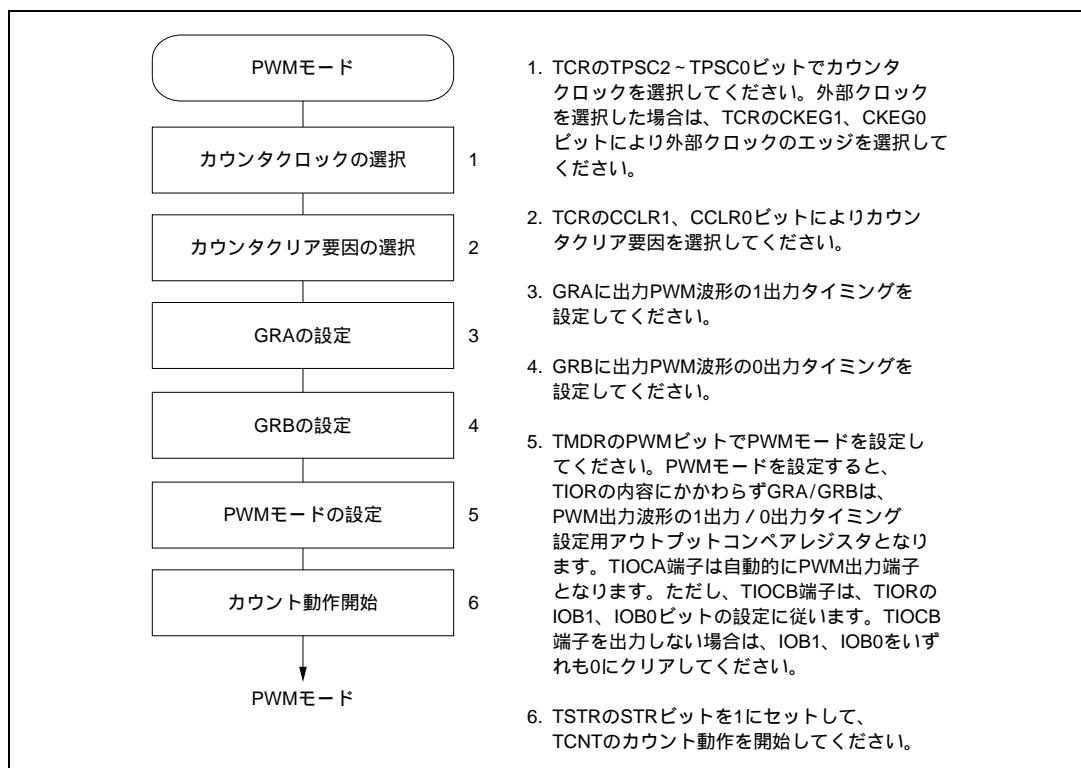 PWMモード
カウンタクロックの選択 1
カウンタクリア要因の選択 2
GRAの設定 3
GRBの設定 4
PWMモードの設定 5
カウント動作開始 6
PWMモード
1. TCRのTPSC2~TPSC0ビットでカウンタ
クロックを選択してください。外部クロック
を選択した場合は、TCRのCKEG1、CKEG0
ビットにより外部クロックのエッジを選択して
ください。
2. TCRのCCLR1、CCLR0ビットによりカウン
タクリア要因を選択してください。
3. GRAに出力PWM波形の1出力タイミングを
設定してください。
4. GRBに出力PWM波形の0出力タイミングを
設定してください。
5. TMDRのPWMビットでPWMモードを設定し
てください。PWMモードを設定すると、
TIORの内容にかかわらずGRA/GRBは、
PWM出力波形の1出力/0出力タイミング
設定用アウトプットコンペアレジスタとなり
ます。TIOCA端子は自動的にPWM出力端子
となります。ただし、TIOCB端子は、TIORの
IOB1、IOB0ビットの設定に従います。TIOCB
端子を出力しない場合は、IOB1、IOB0をいず
れも0にクリアしてください。
6. TSTRのSTRビットを1にセットして、
TCNTのカウント動作を開始してください。